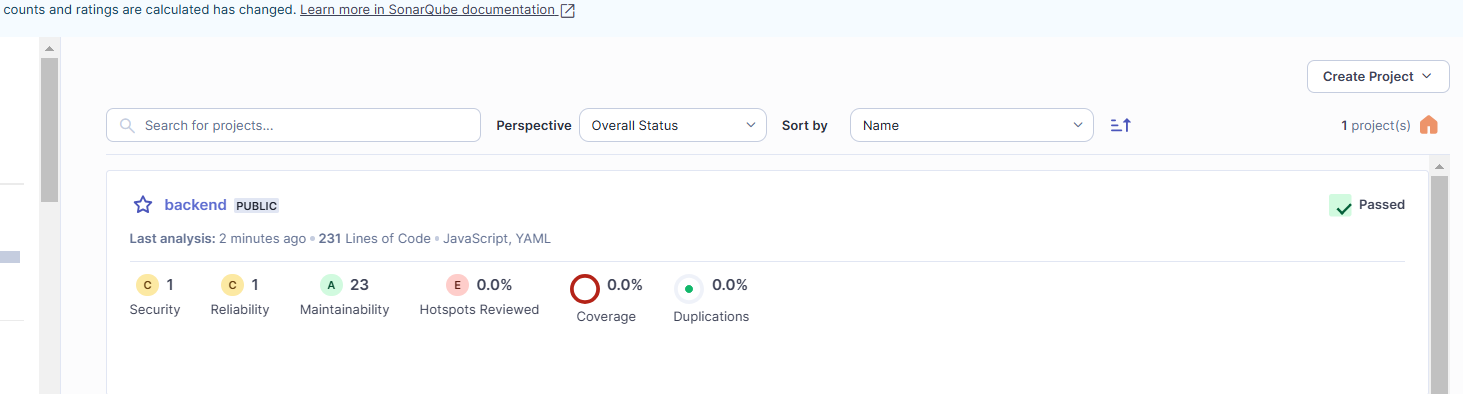 counts and ratings are calculated has changed. Learn more in SonarQube documentation
Create Project
Search for projects... Perspective Overall Status Sort by Name 1 project(s)
backend PUBLIC Passed
Last analysis: 2 minutes ago • 231 Lines of Code • JavaScript, YAML
C 1 C 1 A 23 E 0.0% 0.0% 0.0%
Security Reliability Maintainability Hotspots Reviewed Coverage Duplications